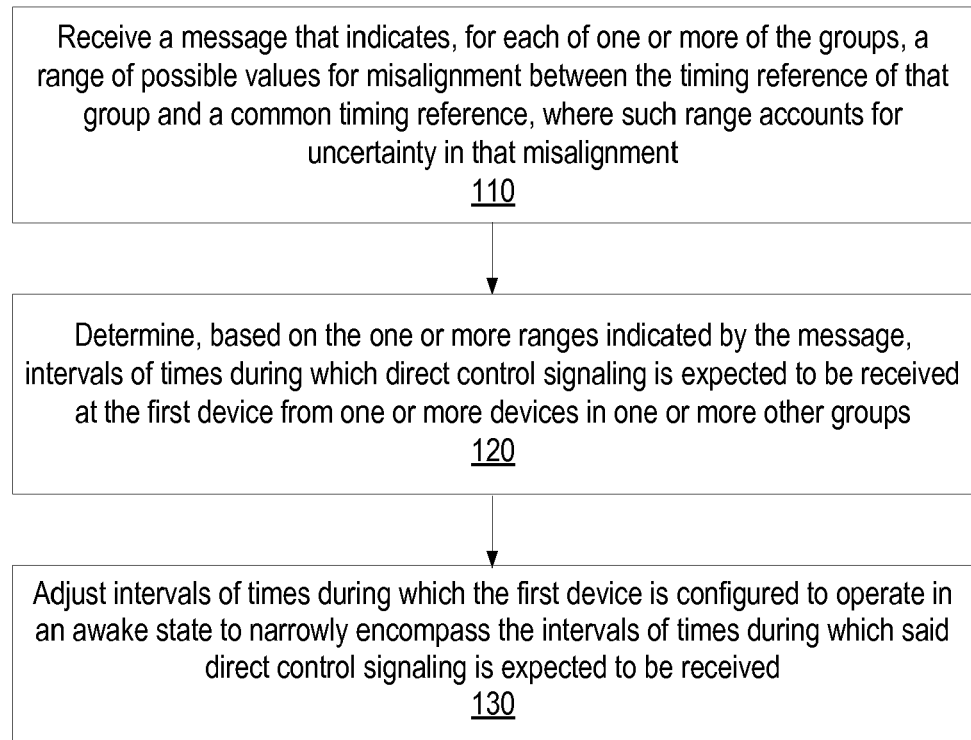 Receive a message that indicates, for each of one or more of the groups, a
range of possible values for misalignment between the timing reference of that
group and a common timing reference, where such range accounts for
uncertainty in that misalignment
110
Determine, based on the one or more ranges indicated by the message,
intervals of times during which direct control signaling is expected to be received
at the first device from one or more devices in one or more other groups
120
Adjust intervals of times during which the first device is configured to operate in
an awake state to narrowly encompass the intervals of times during which said
direct control signaling is expected to be received
130